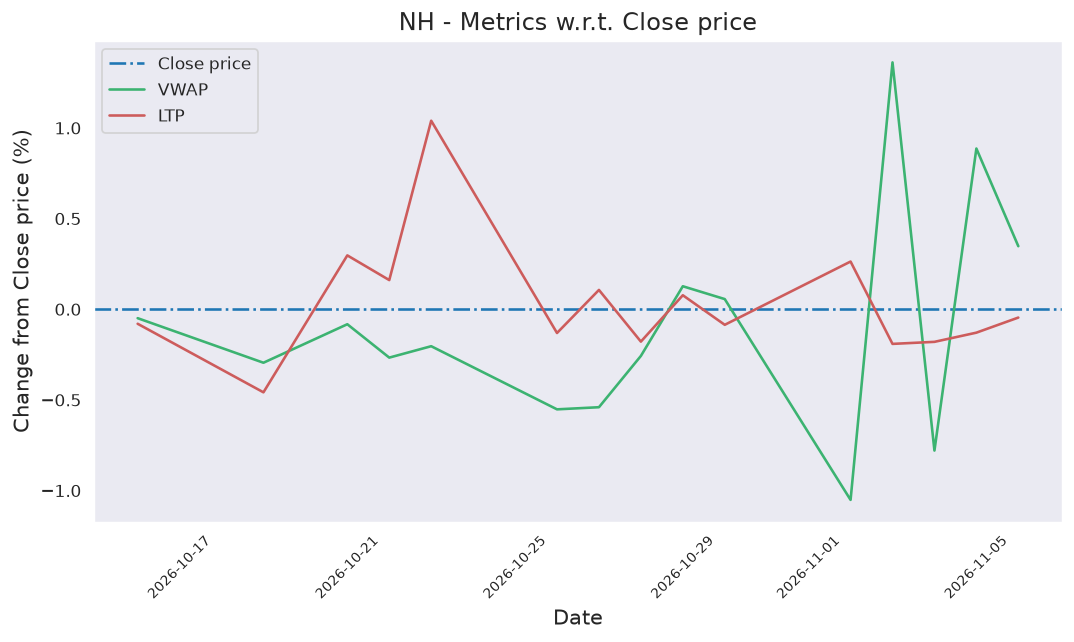 NH - Metrics w.r.t. Close price
Close price
VWAP
LTP
Change from Close price (%)
1.0
0.5
0.0
−0.5
−1.0
2026-10-17
2026-10-21
2026-10-25
2026-10-29
2026-11-01
2026-11-05
Date